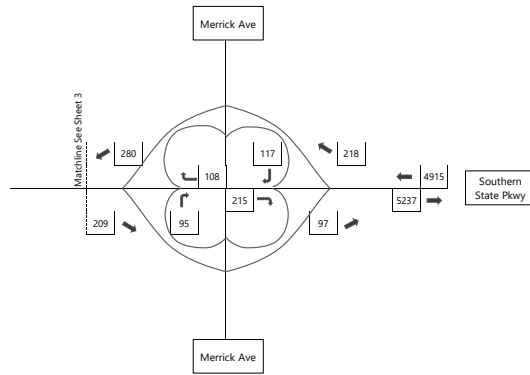 Merrick Ave
Matchline See Sheet 3
280
117
218
108
4915
Southern
State Pkwy
209
95
215
97
5237
Merrick Ave